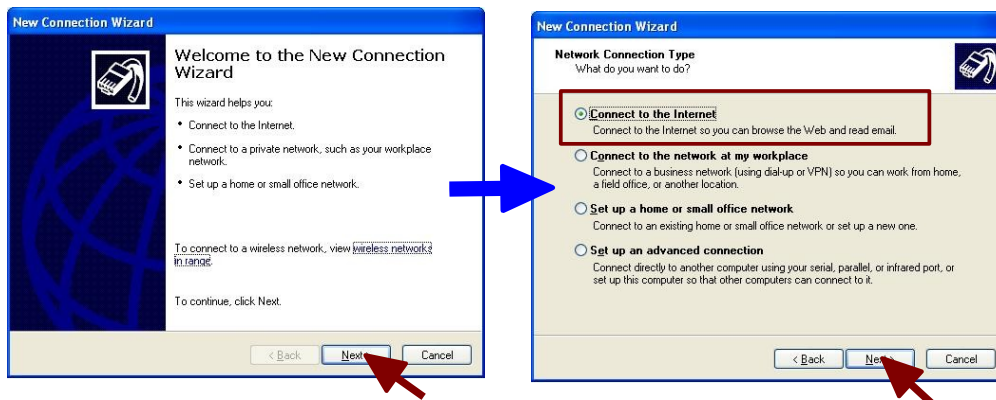 New Connection Wizard
Welcome to the New Connection
Wizard
This wizard helps you:
• Connect to the Internet.
• Connect to a private network, such as your workplace
network.
• Set up a home or small office network.
To connect to a wireless network, view wireless networks
in range.
To continue, click Next.
< Back
Cancel
New Connection Wizard
Network Connection Type
What do you want to do?
Connect to the Internet
Connect to the Internet so you can browse the Web and read email.
Connect to the network at my workplace
Connect to a business network (using dial-up or VPN) so you can work from home,
a field office, or another location.
Set up a home or small office network
Connect to an existing home or small office network or set up a new one.
Set up an advanced connection
Connect directly to another computer using your serial, parallel, or infrared port, or
set up this computer so that other computers can connect to it.
< Back
Cancel